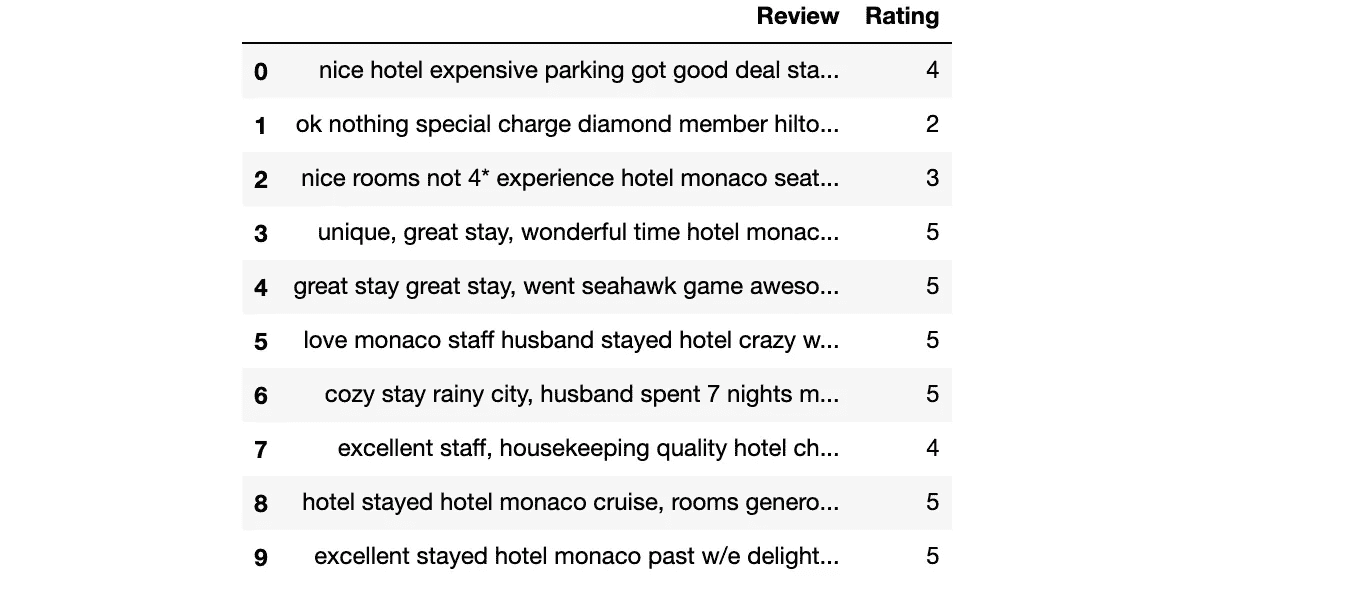 Review Rating
0 nice hotel expensive parking got good deal sta... 4
1 ok nothing special charge diamond member hilto... 2
2 nice rooms not 4* experience hotel monaco seat... 3
3 unique, great stay, wonderful time hotel monac... 5
4 great stay great stay, went seahawk game aweso... 5
5 love monaco staff husband stayed hotel crazy w... 5
6 cozy stay rainy city, husband spent 7 nights m... 5
7 excellent staff, housekeeping quality hotel ch... 4
8 hotel stayed hotel monaco cruise, rooms genero... 5
9 excellent stayed hotel monaco past w/e delight... 5